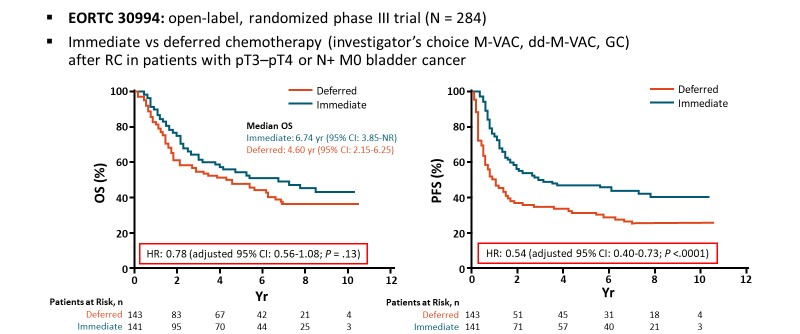 ▪ EORTC 30994: open-label, randomized phase III trial (N = 284)
▪ Immediate vs deferred chemotherapy (investigator's choice M-VAC, dd-M-VAC, GC)
after RC in patients with pT3–pT4 or N+ M0 bladder cancer
OS (%)
100
80
60
40
20
0
Deferred
Immediate
Median OS
Immediate: 6.74 yr (95% CI: 3.85-NR)
Deferred: 4.60 yr (95% CI: 2.15-6.25)
HR: 0.78 (adjusted 95% CI: 0.56-1.08; P = .13)
0 2 4 6 8 10 12
Yr
Patients at Risk, n
Deferred 143 83 67 42 21 4
Immediate 141 95 70 44 25 3
PFS (%)
100
80
60
40
20
0
Deferred
Immediate
HR: 0.54 (adjusted 95% CI: 0.40-0.73; P <.0001)
0 2 4 6 8 10 12
Yr
Patients at Risk, n
Deferred 143 51 45 31 18 4
Immediate 141 71 57 40 21 3